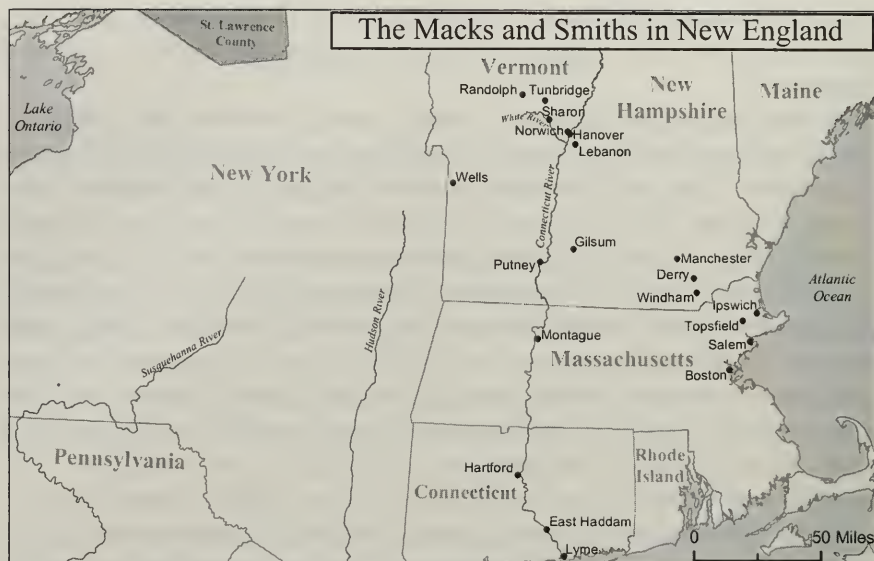 The Macks and Smiths in New England
St. Lawrence
County
Vermont
New
Hampshire
Maine
Lake
Ontario
Randolph
Tunbridge
Sharon
White River
Norwich
Hanover
Lebanon
New York
Wells
Connecticut River
Gilsum
Putney
Manchester
Derry
Windham
Atlantic
Ocean
Hudson River
Susquehanna River
Ipswich
Topsfield
Salem
Montague
Massachusetts
Boston
Pennsylvania
Hartford
Connecticut
Rhode
Island
East Haddam
Lyme
0 50 Miles